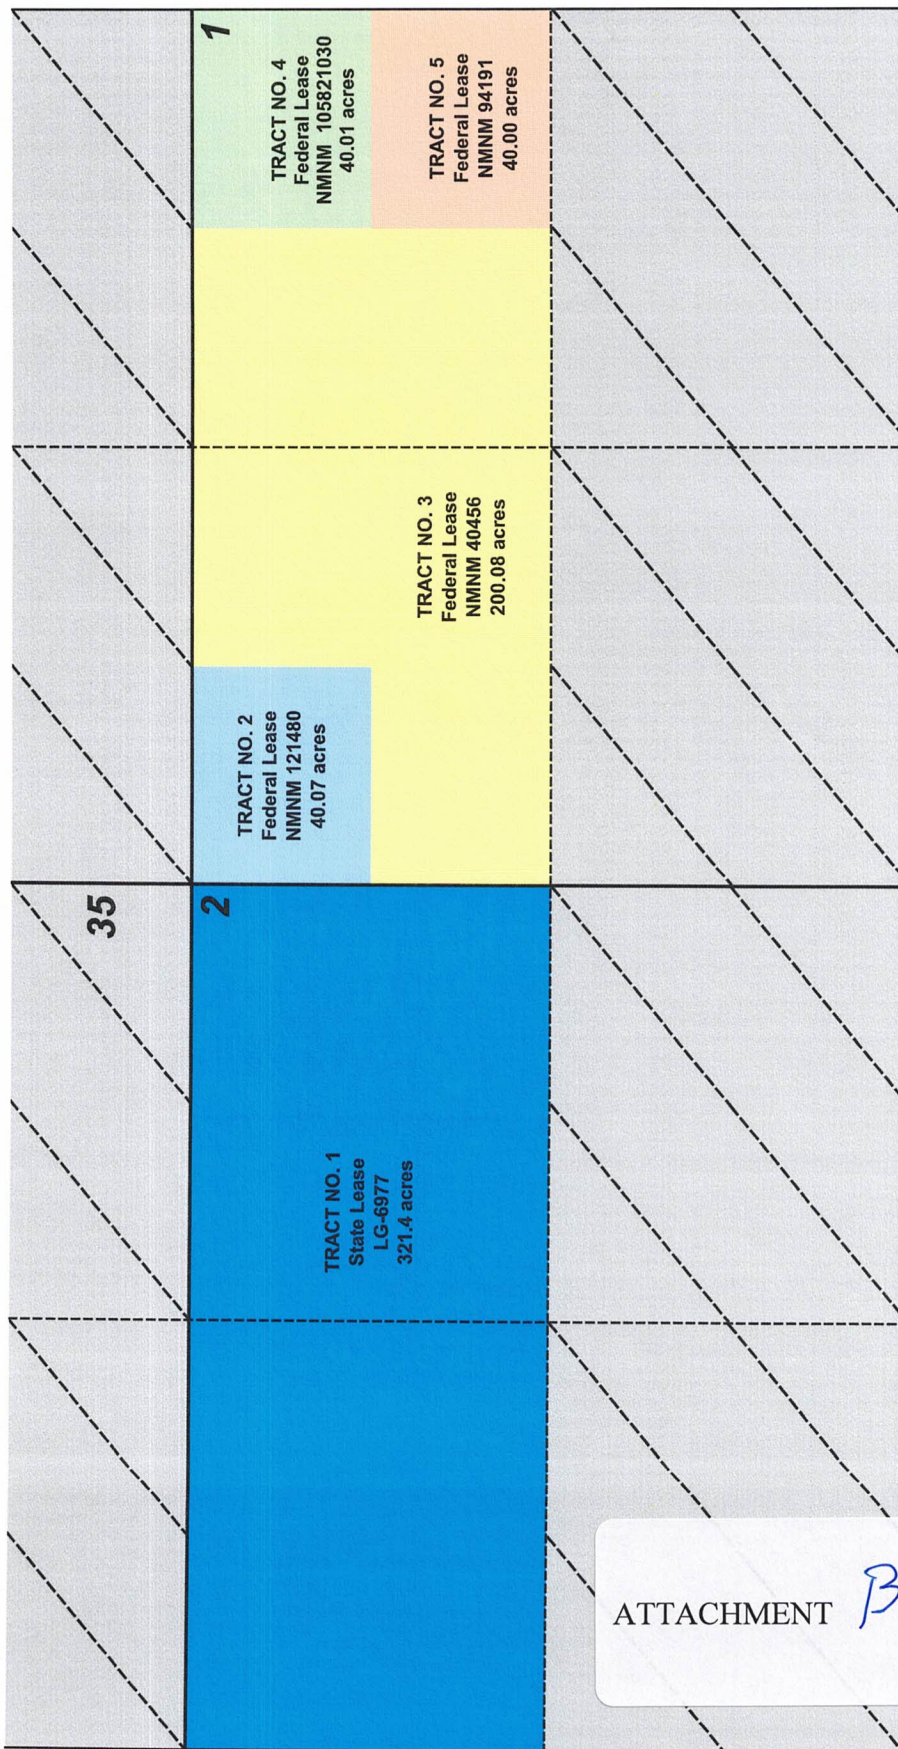 35
2
1
TRACT NO. 1
State Lease
LG-6977
321.4 acres
TRACT NO. 2
Federal Lease
NMNM 121480
40.07 acres
TRACT NO. 3
Federal Lease
NMNM 40456
200.08 acres
TRACT NO. 4
Federal Lease
NMNM 105821030
40.01 acres
TRACT NO. 5
Federal Lease
NMNM 94191
40.00 acres
ATTACHMENT B